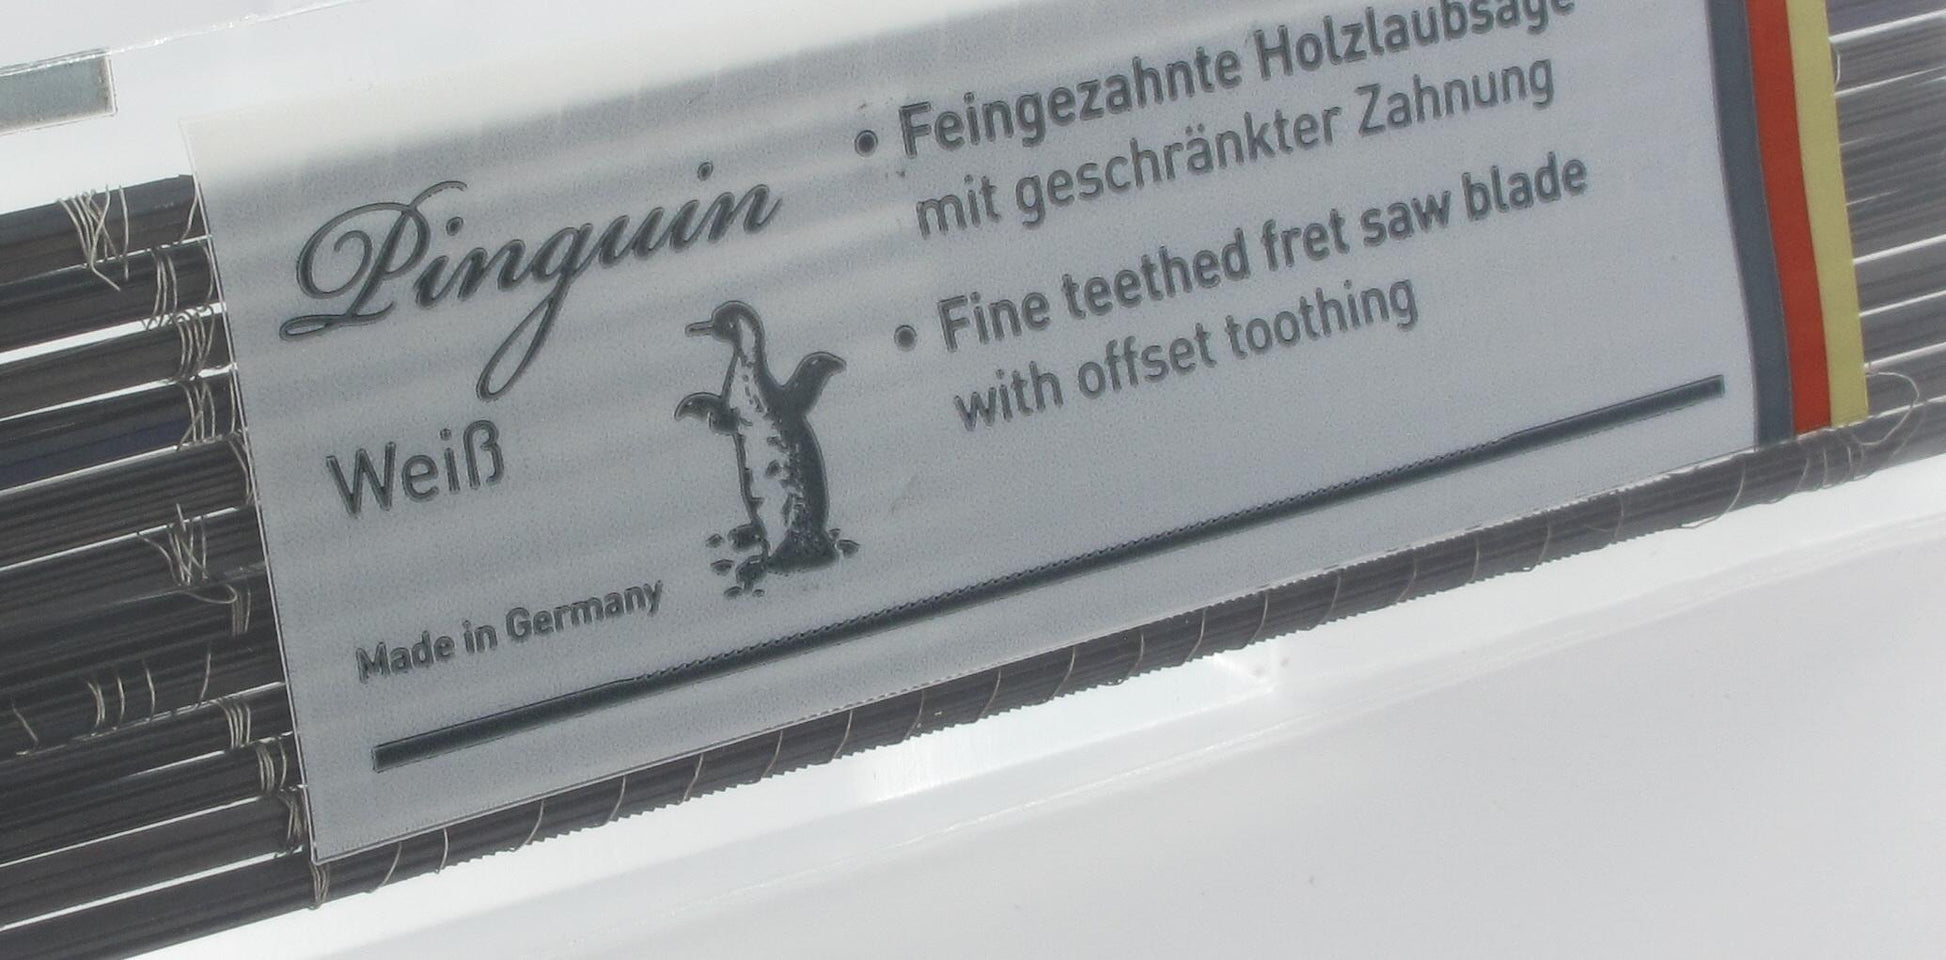 Pinguin
Weiß
Made in Germany
• Feingezahnte Holzlaubsäge
mit geschränkter Zahnung
• Fine teethed fret saw blade
with offset toothing